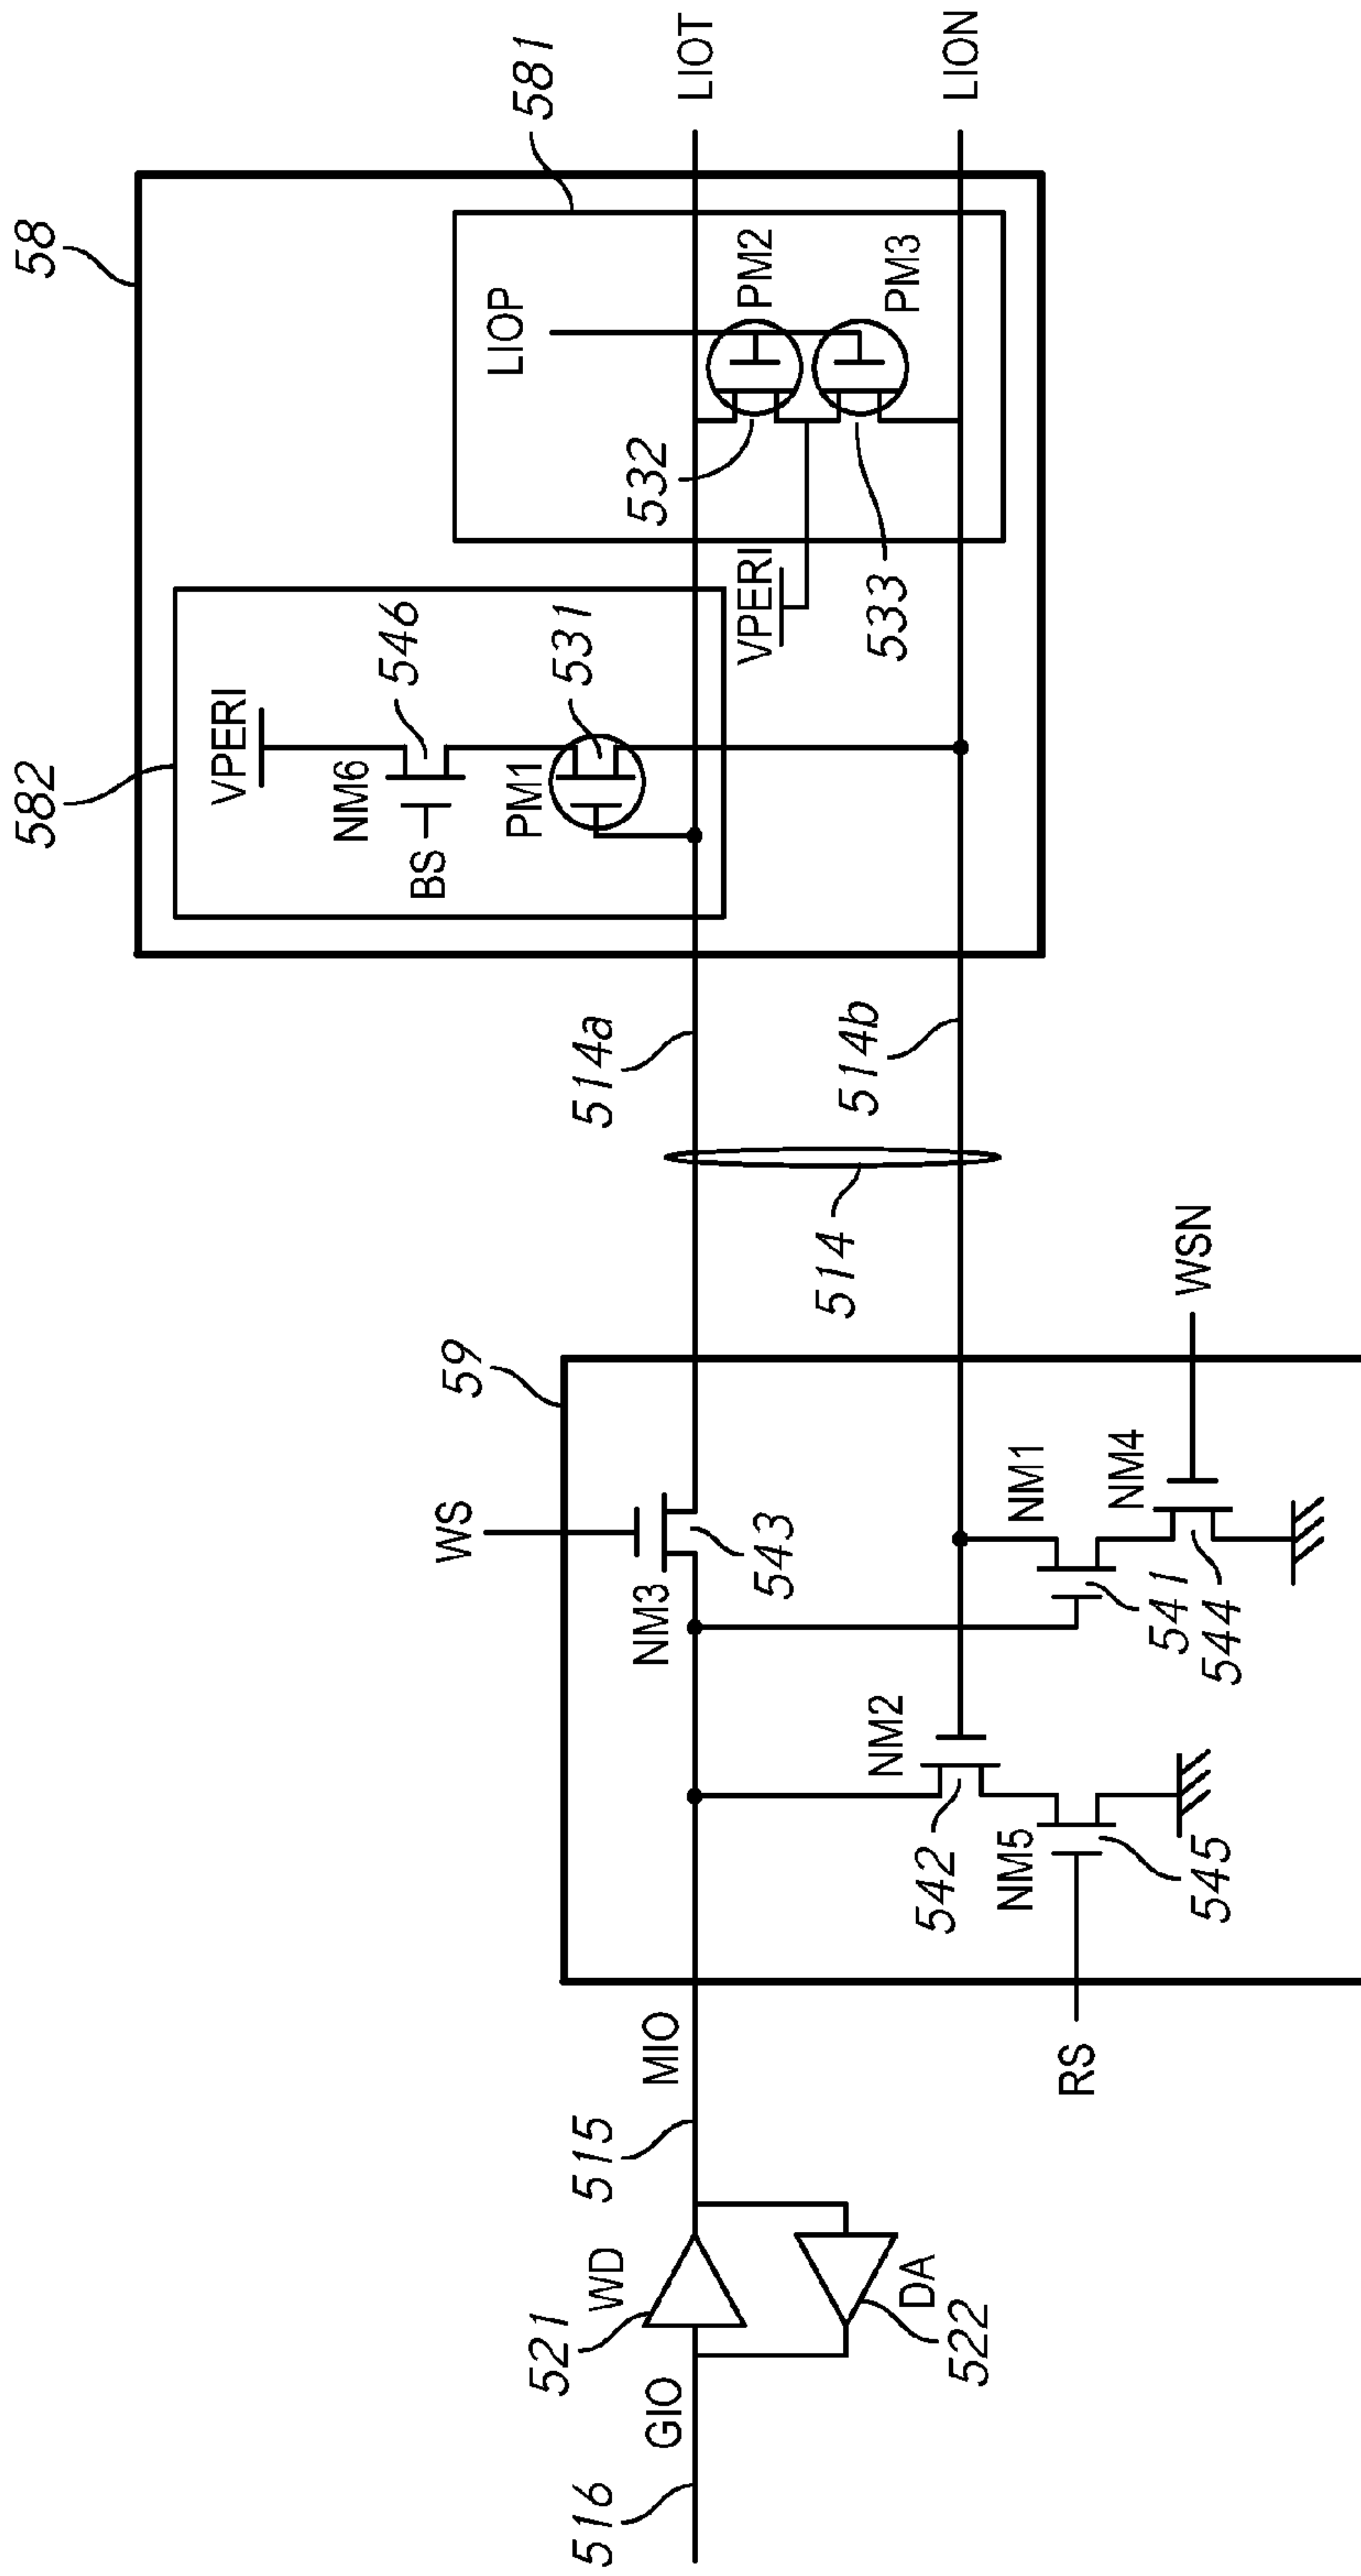 58
582
VPERI
NM6
546
BS
PM1
531
581
LIOP
LIOT
PM2
532
VPERI
PM3
533
LION
514a
514b
514
59
WS
NM3
543
NM1
541
NM4
544
WSN
NM2
542
NM5
545
RS
MIO
515
WD
521
DA
522
GIO
516